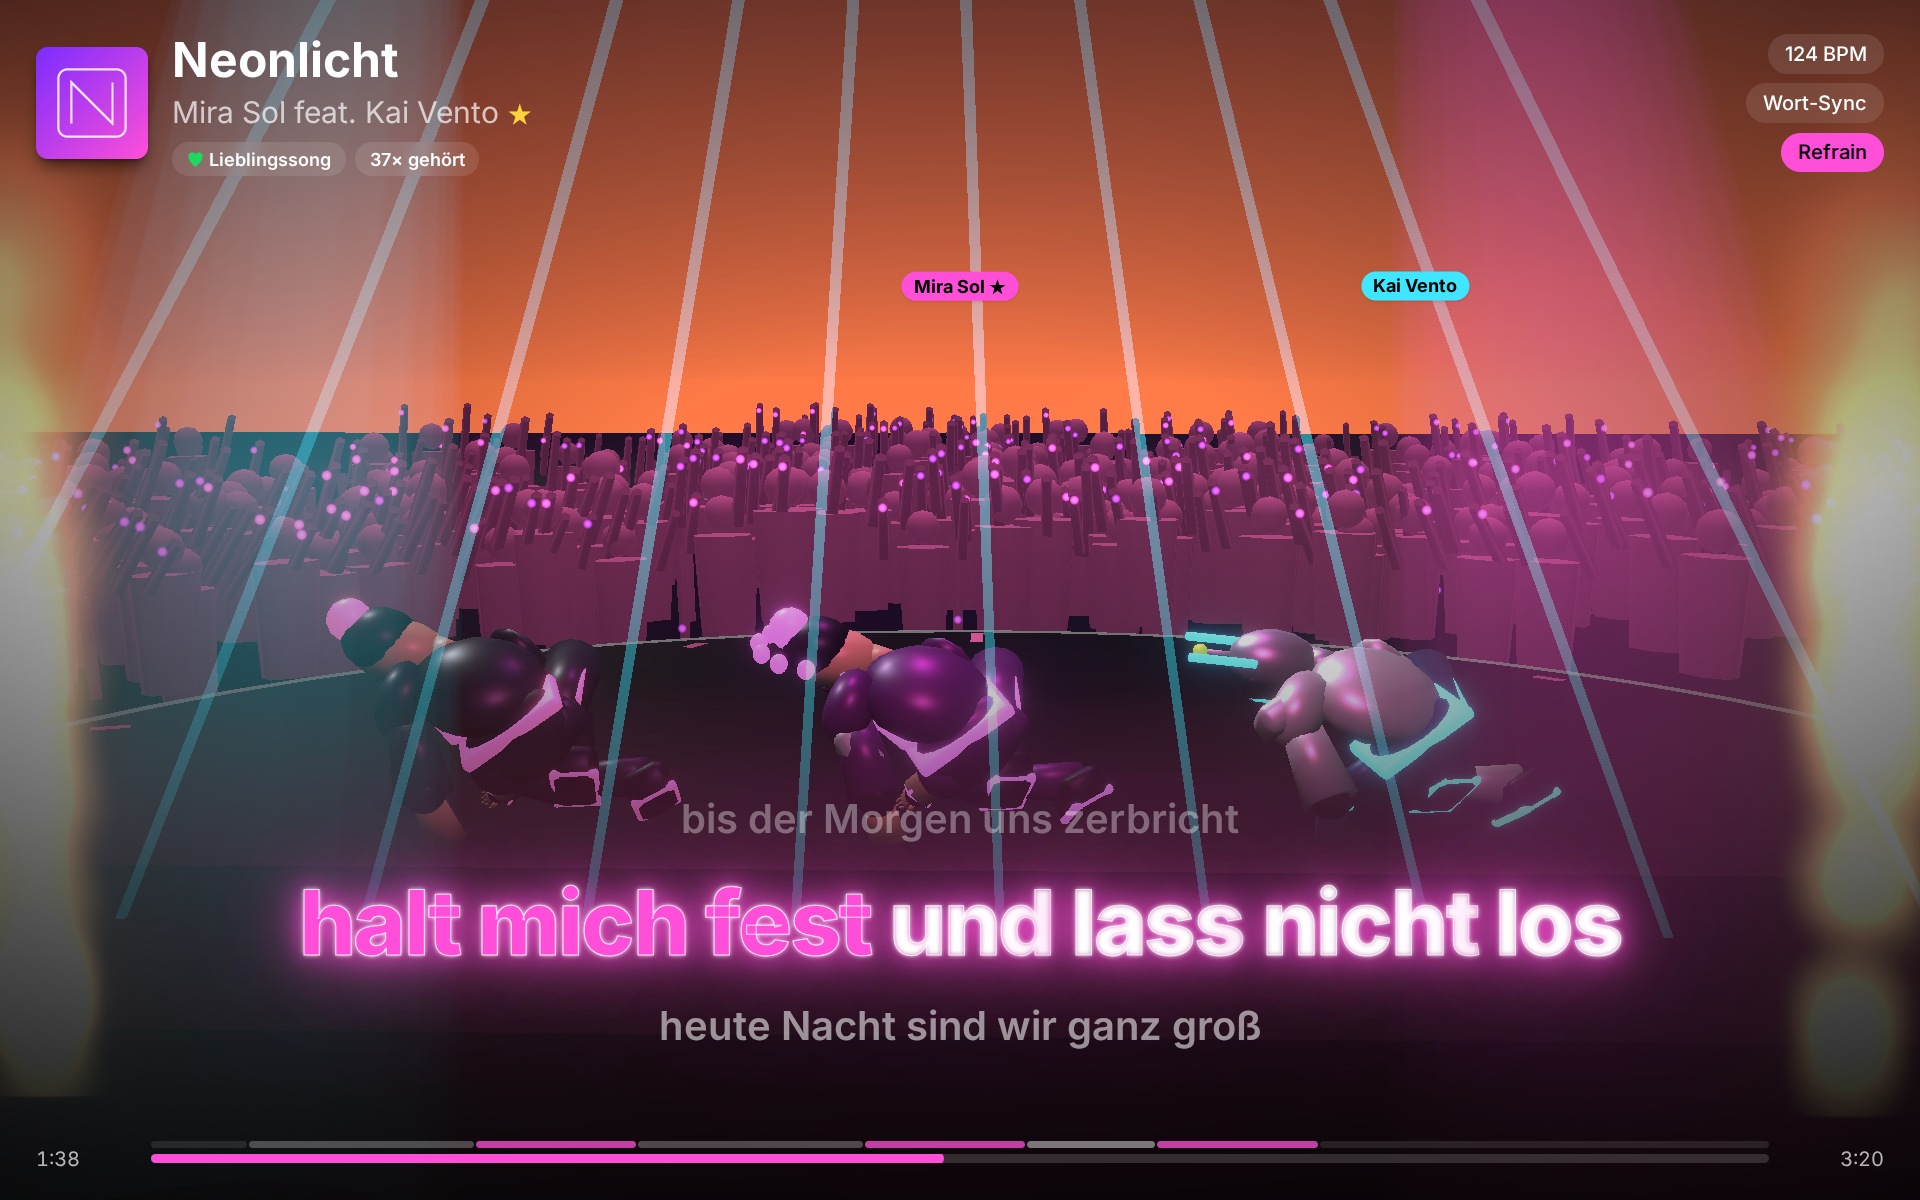 Neonlicht
Mira Sol feat. Kai Vento ★
Lieblingssong
37× gehört
124 BPM
Wort-Sync
Refrain
Mira Sol ★
Kai Vento
bis der Morgen uns zerbricht
halt mich fest und lass nicht los
heute Nacht sind wir ganz groß
1:38
3:20